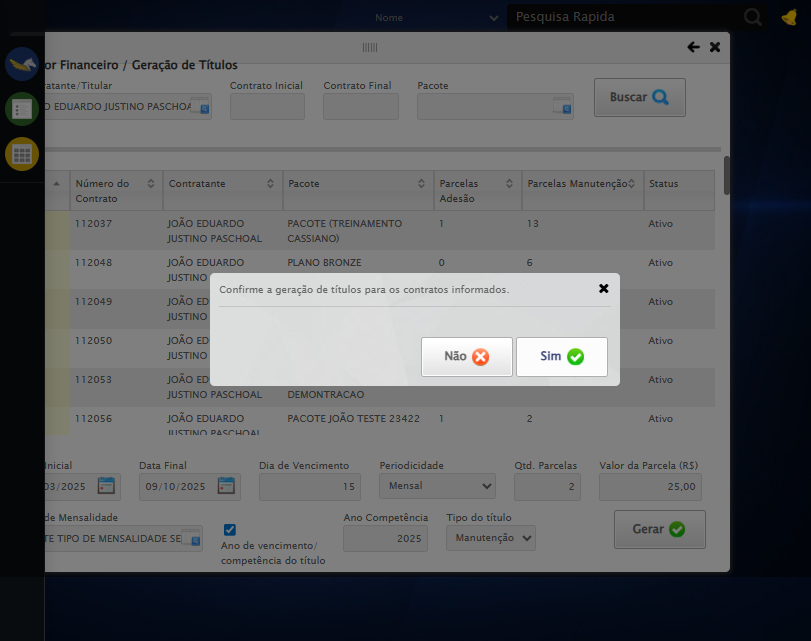 Nome
Pesquisa Rapida
or Financeiro / Geração de Títulos
ratante/Titular
Contrato Inicial
Contrato Final
Pacote
O EDUARDO JUSTINO PASCHOA
Buscar
Número do Contrato
Contratante
Pacote
Parcelas Adesão
Parcelas Manutenção
Status
112037
JOÃO EDUARDO
JUSTINO PASCHOAL
PACOTE (TREINAMENTO
CASSIANO)
1
13
Ativo
112048
JOÃO EDUARDO
JUSTINO
PLANO BRONZE
0
6
Ativo
112049
JOÃO ED
JUSTINO
Ativo
112050
JOÃO ED
JUSTINO
Ativo
112053
JOÃO ED
JUSTINO PASCHOAL
DEMONTRACAO
Ativo
112056
JOÃO EDUARDO
JUSTINO PASCHOAL
PACOTE JOÃO TESTE 23422
1
2
Ativo
Confirme a geração de títulos para os contratos informados.
Não
Sim
Inicial
Data Final
Dia de Vencimento
Periodicidade
Qtd. Parcelas
Valor da Parcela (R$)
03/2025
09/10/2025
15
Mensal
2
25,00
de Mensalidade
Ano Competência
Tipo do título
TE TIPO DE MENSALIDADE SE
Ano de vencimento/
competência do título
2025
Manutenção
Gerar